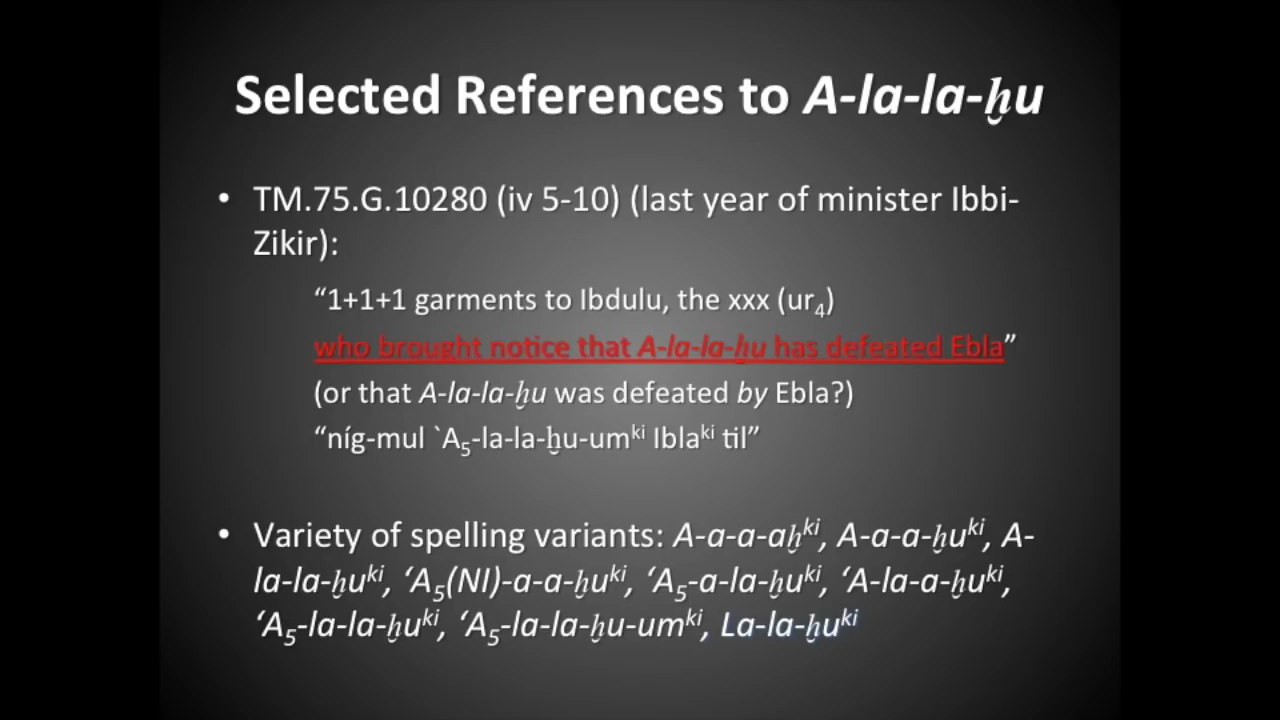 Selected References to A-la-la-ḫu
• TM.75.G.10280 (iv 5-10) (last year of minister Ibbi-
Zikir):
“1+1+1 garments to Ibdulu, the xxx (ur₄)
who brought notice that A-la-la-ḫu has defeated Ebla”
(or that A-la-la-ḫu was defeated by Ebla?)
“níg-mul `A₅-la-la-ḫu-umᵏⁱ Iblaᵏⁱ til”
• Variety of spelling variants: A-a-a-aḫᵏⁱ, A-a-a-ḫuᵏⁱ, A-
la-la-ḫuᵏⁱ, ‘A₅(NI)-a-a-ḫuᵏⁱ, ‘A₅-a-la-ḫuᵏⁱ, ‘A-la-a-ḫuᵏⁱ,
‘A₅-la-la-ḫuᵏⁱ, ‘A₅-la-la-ḫu-umᵏⁱ, La-la-ḫuᵏⁱ